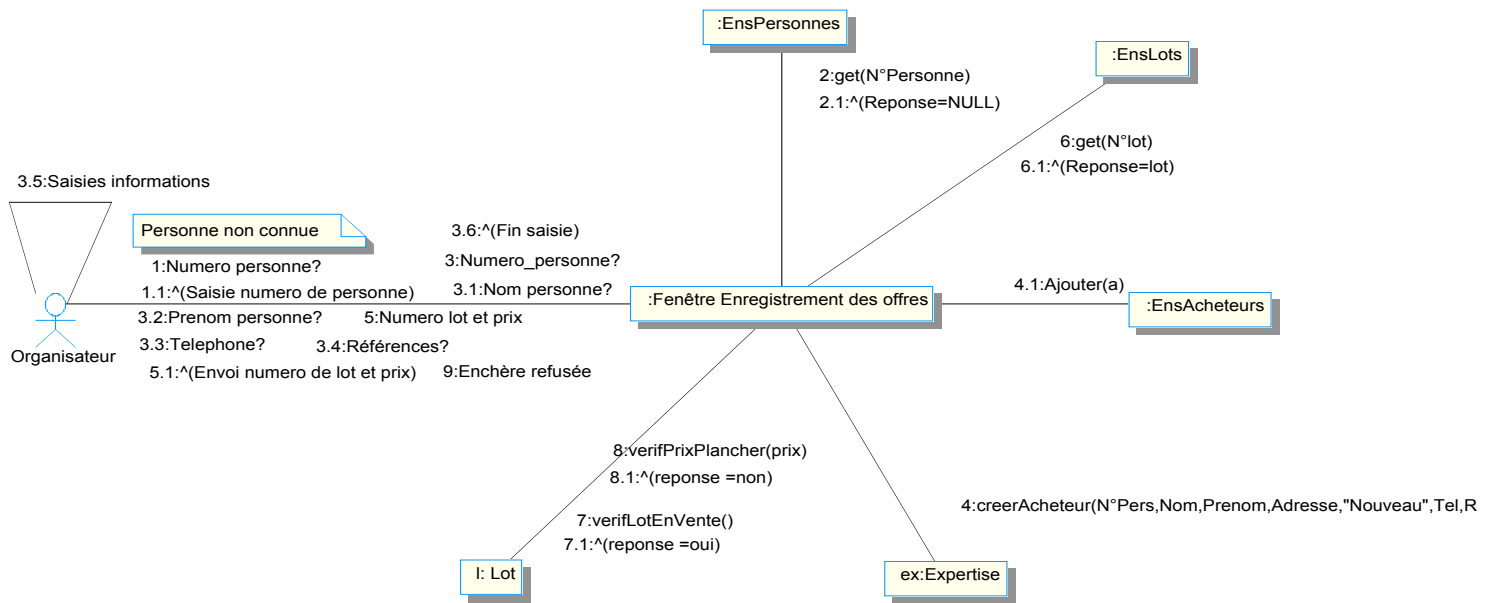 :EnsPersonnes
:EnsLots
2:get(N°Personne)
2.1:^(Reponse=NULL)
6:get(N°lot)
6.1:^(Reponse=lot)
3.5:Saisies informations
Personne non connue
3.6:^(Fin saisie)
1:Numero personne?
3:Numero_personne?
1.1:^(Saisie numero de personne)
3.1:Nom personne?
:Fenêtre Enregistrement des offres
4.1:Ajouter(a)
:EnsAcheteurs
3.2:Prenom personne?
5:Numero lot et prix
3.3:Telephone?
3.4:Références?
Organisateur
5.1:^(Envoi numero de lot et prix)
9:Enchère refusée
8:verifPrixPlancher(prix)
8.1:^(reponse =non)
4:creerAcheteur(N°Pers,Nom,Prenom,Adresse,"Nouveau",Tel,R
7:verifLotEnVente()
7.1:^(reponse =oui)
l: Lot
ex:Expertise